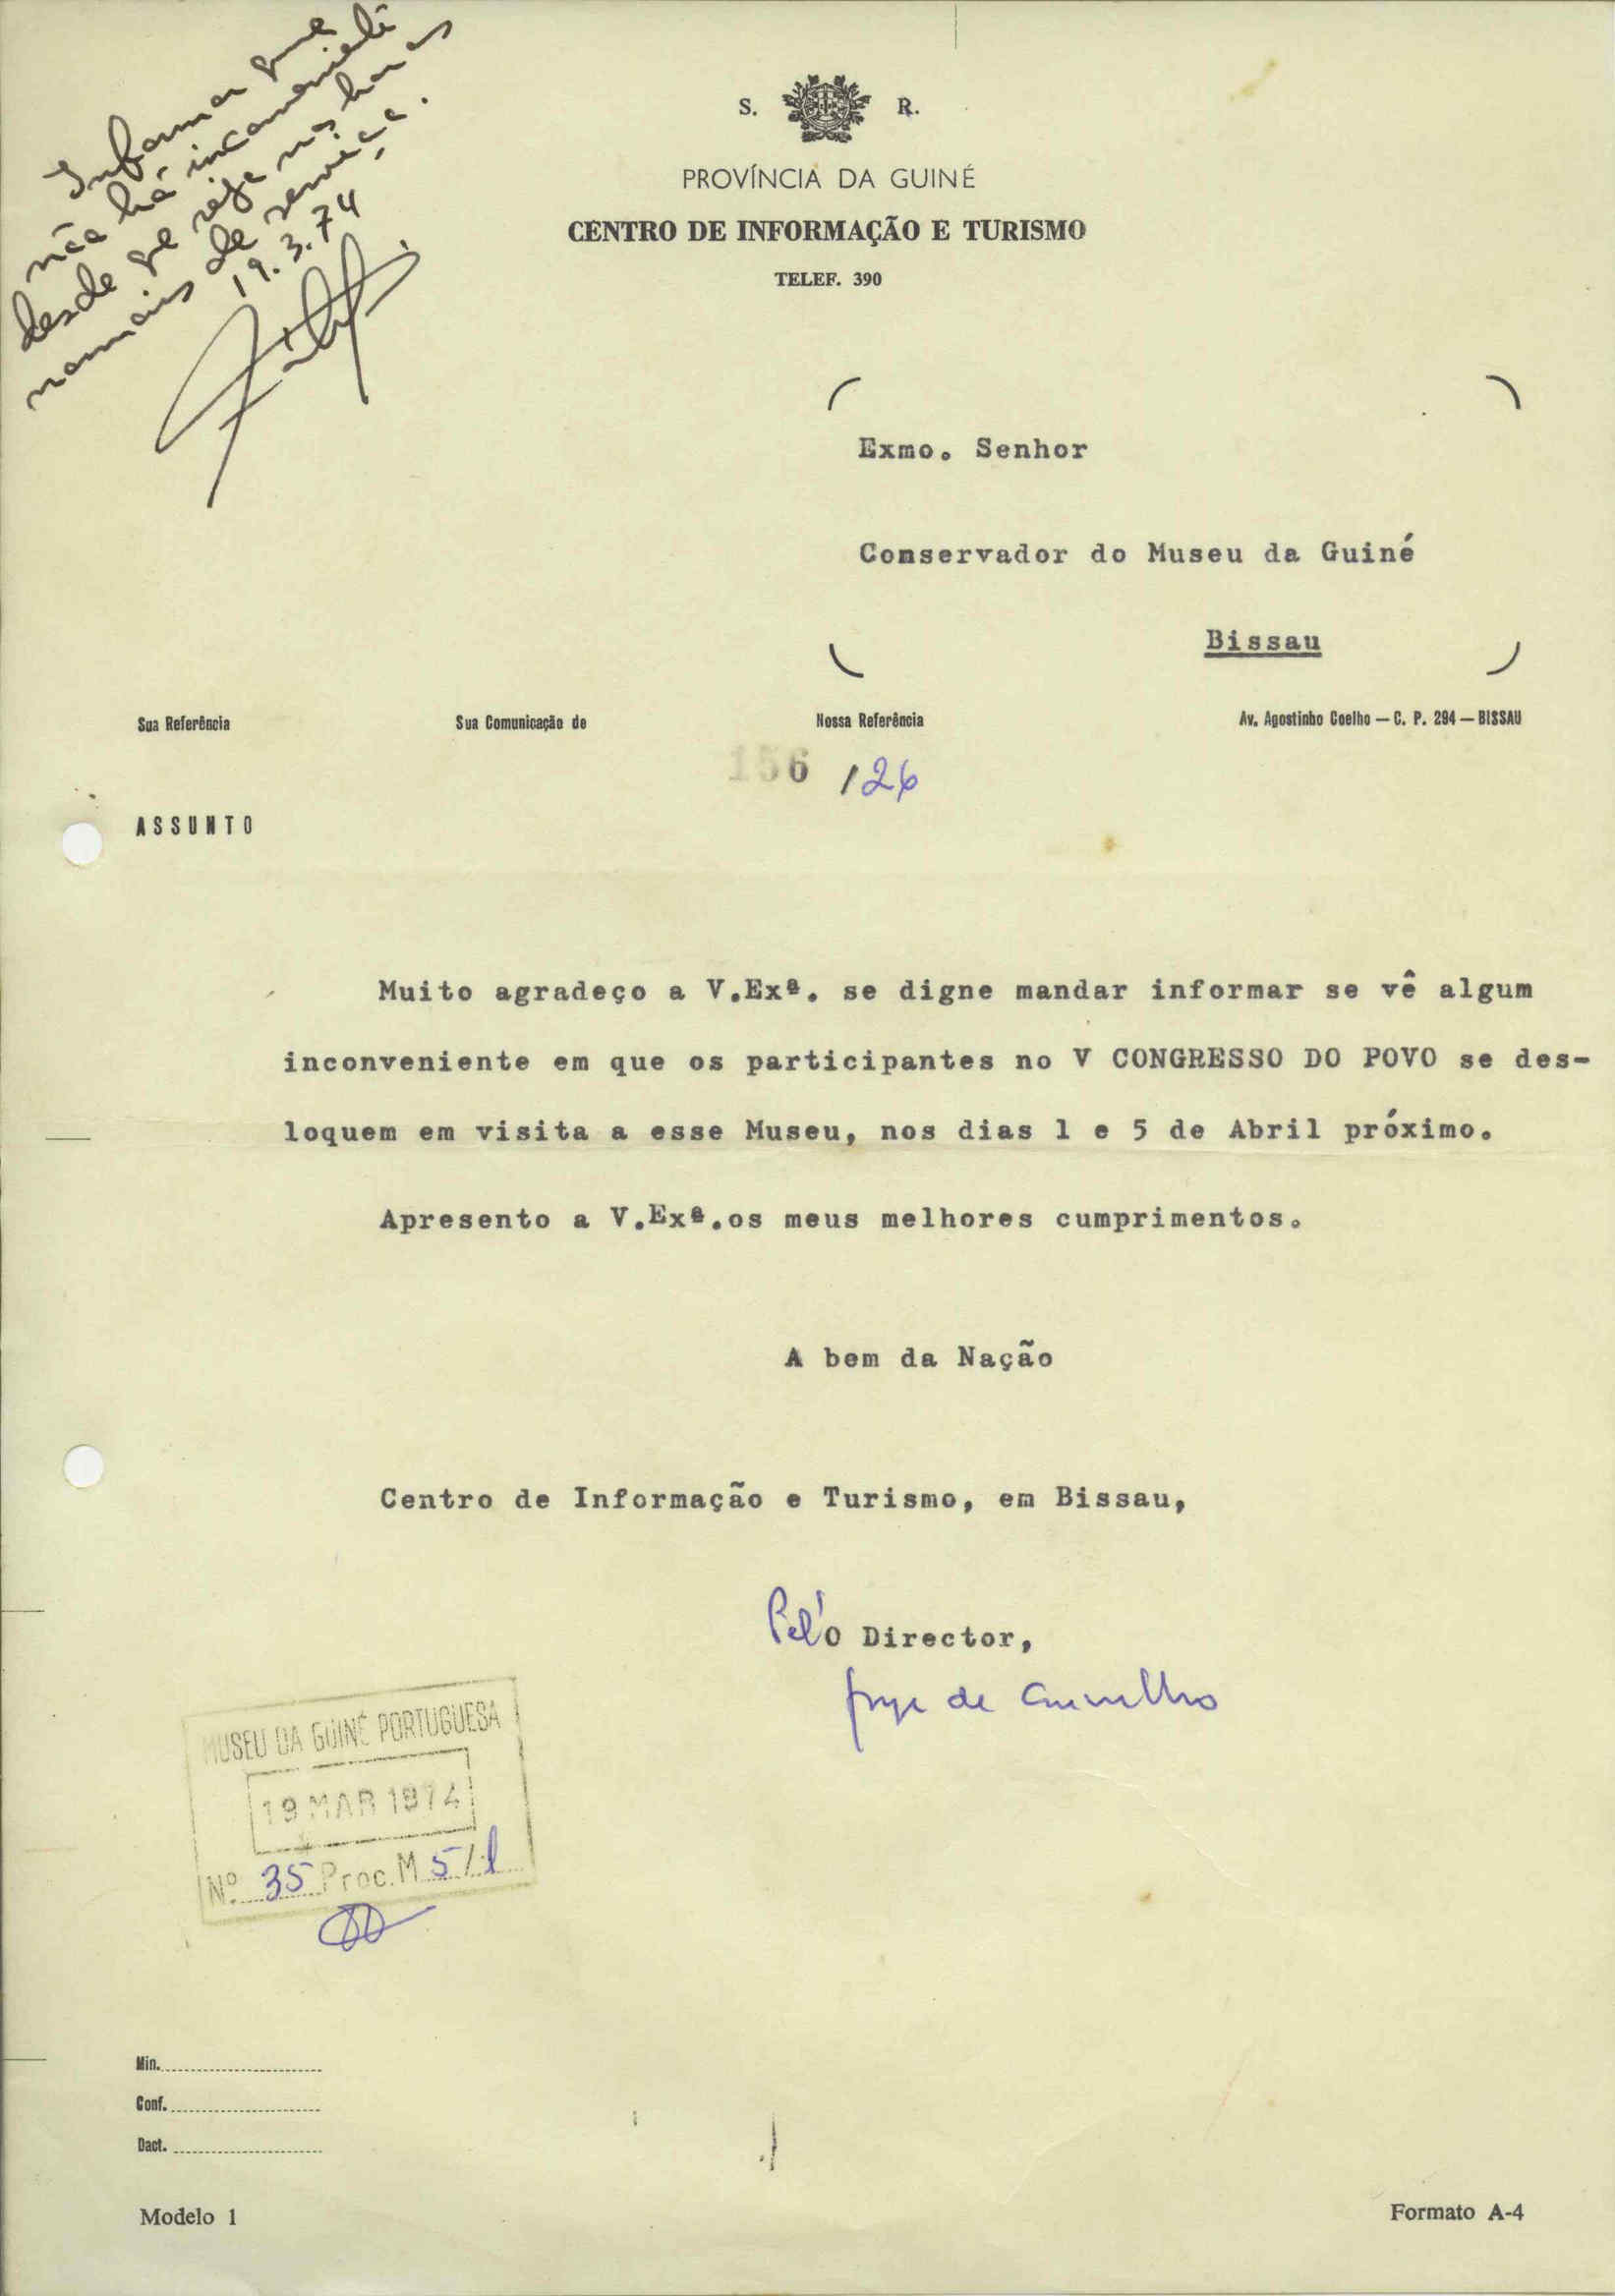 Informar que
não há inconvenientê
desde se seja nas horas
normais de serviço.
19.3.74
S. R.
PROVÍNCIA DA GUINÉ
CENTRO DE INFORMAÇÃO E TURISMO
TELEF. 390
Exmo. Senhor
Conservador do Museu da Guiné
Bissau
Sua Referência Sua Comunicação de Nossa Referência Av. Agostinho Coelho — C. P. 294 — BISSAU
156 /26
ASSUNTO
Muito agradeço a V.Exª. se digne mandar informar se vê algum
inconveniente em que os participantes no V CONGRESSO DO POVO se des-
loquem em visita a esse Museu, nos dias 1 e 5 de Abril próximo.
Apresento a V.Exª.os meus melhores cumprimentos.
A bem da Nação
Centro de Informação e Turismo, em Bissau,
Pel'O Director,
Jorge de Carvalho
MUSEU DA GUINÉ PORTUGUESA
19 MAR 1974
Nº 35 Proc. M 5/1
Min.
Conf.
Dact.
Modelo 1 Formato A-4